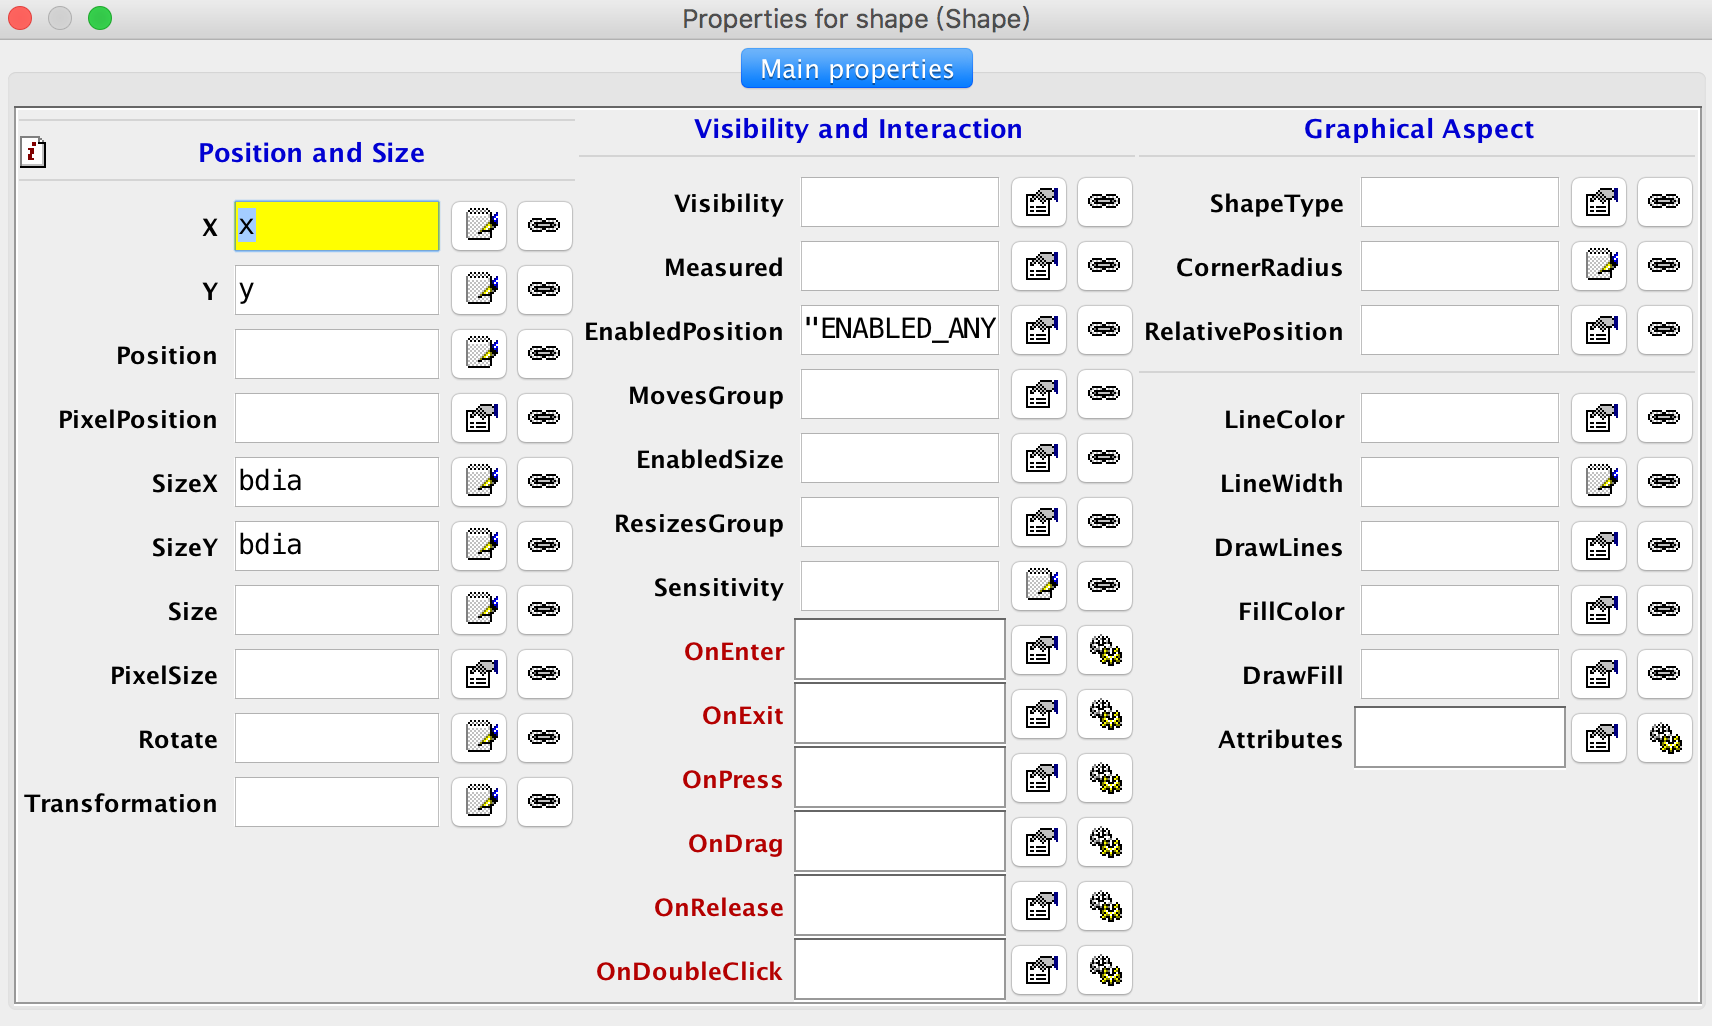 Properties for shape (Shape)
Main properties
Position and Size
X x
Y y
Position
PixelPosition
SizeX bdia
SizeY bdia
Size
PixelSize
Rotate
Transformation
Visibility and Interaction
Visibility
Measured
EnabledPosition "ENABLED_ANY
MovesGroup
EnabledSize
ResizesGroup
Sensitivity
OnEnter
OnExit
OnPress
OnDrag
OnRelease
OnDoubleClick
Graphical Aspect
ShapeType
CornerRadius
RelativePosition
LineColor
LineWidth
DrawLines
FillColor
DrawFill
Attributes